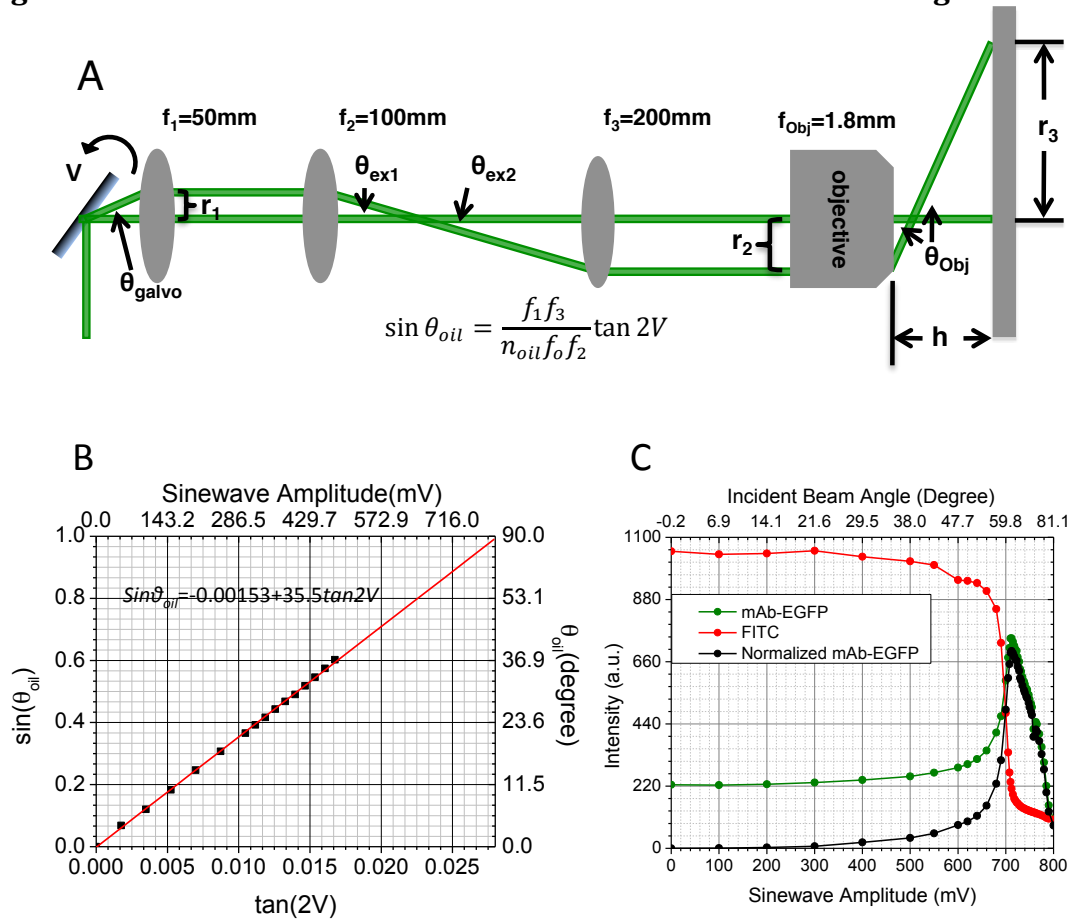 g g
A
f1=50mm f2=100mm f3=200mm fObj=1.8mm
V
r1
θgalvo
θex1
θex2
r2
objective
θObj
r3
h
sin θoil = f1f3 / noilfof2 tan 2V
B
Sinewave Amplitude(mV)
0.0 143.2 286.5 429.7 572.9 716.0
1.0 90.0
0.8 53.1
0.6 36.9
0.4 23.6
0.2 11.5
0.0 0.0
Sinϑoil=-0.00153+35.5tan2V
sin(θoil)
θoil(degree)
0.000 0.005 0.010 0.015 0.020 0.025
tan(2V)
C
Incident Beam Angle (Degree)
-0.2 6.9 14.1 21.6 29.5 38.0 47.7 59.8 81.1
1100
880
660
440
220
0
mAb-EGFP
FITC
Normalized mAb-EGFP
Intensity (a.u.)
0 100 200 300 400 500 600 700 800
Sinewave Amplitude (mV)